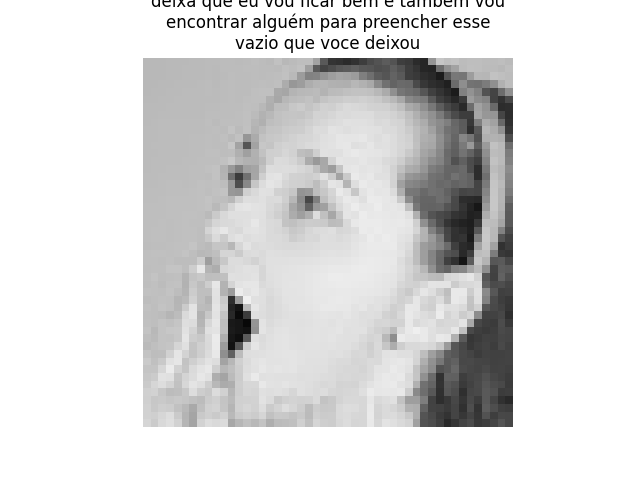 deixa que eu vou ficar bem e também vou
encontrar alguém para preencher esse
vazio que voce deixou